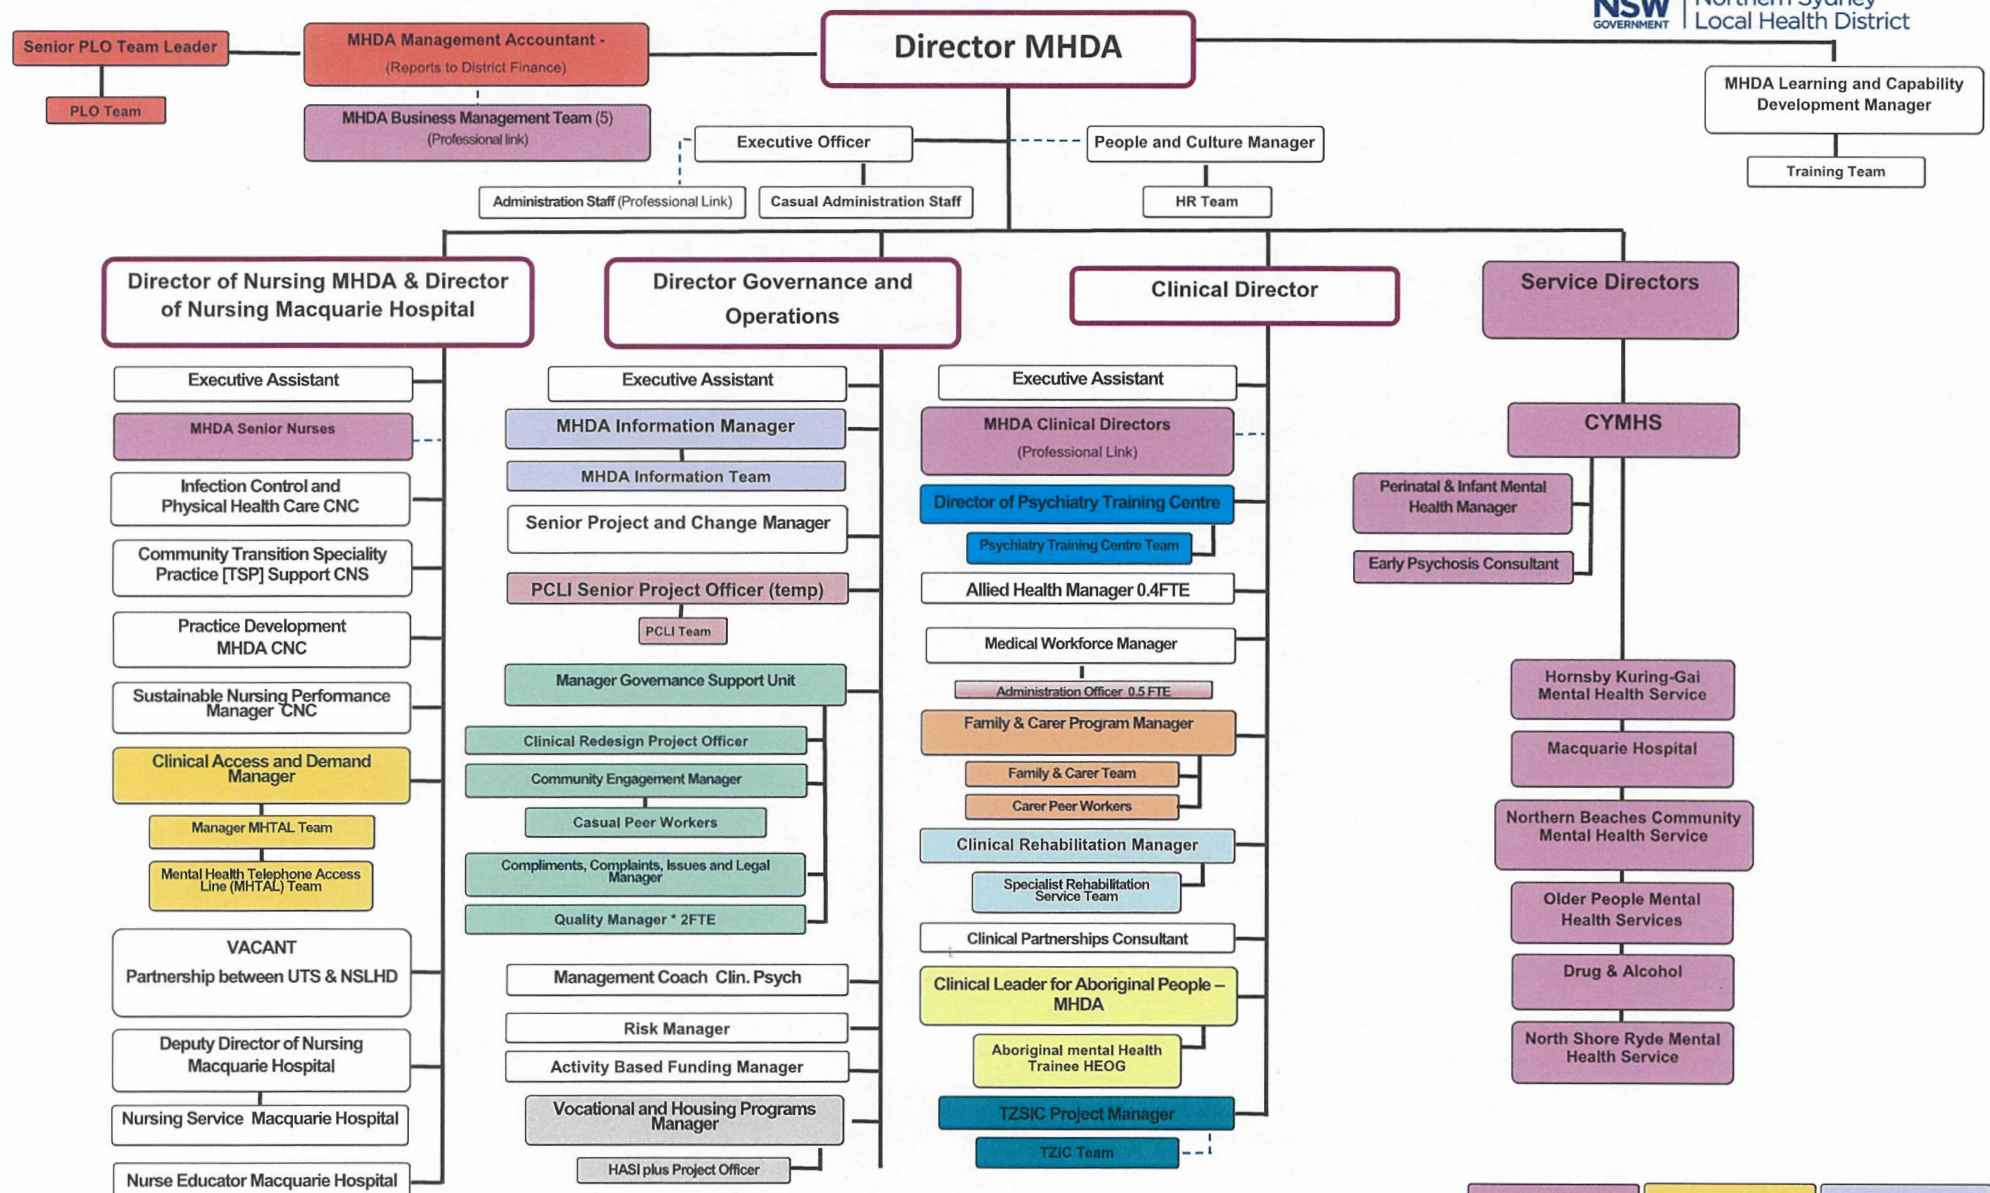 NSW
GOVERNMENT
Northern Sydney
Local Health District
Senior PLO Team Leader
PLO Team
MHDA Management Accountant -
(Reports to District Finance)
MHDA Business Management Team (5)
(Professional link)
Director MHDA
MHDA Learning and Capability
Development Manager
Training Team
Executive Officer
People and Culture Manager
Administration Staff (Professional Link)
Casual Administration Staff
HR Team
Director of Nursing MHDA & Director
of Nursing Macquarie Hospital
Executive Assistant
MHDA Senior Nurses
Infection Control and
Physical Health Care CNC
Community Transition Speciality
Practice [TSP] Support CNS
Practice Development
MHDA CNC
Sustainable Nursing Performance
Manager CNC
Clinical Access and Demand
Manager
Manager MHTAL Team
Mental Health Telephone Access
Line (MHTAL) Team
VACANT
Partnership between UTS & NSLHD
Deputy Director of Nursing
Macquarie Hospital
Nursing Service Macquarie Hospital
Nurse Educator Macquarie Hospital
Director Governance and
Operations
Executive Assistant
MHDA Information Manager
MHDA Information Team
Senior Project and Change Manager
PCLI Senior Project Officer (temp)
PCLI Team
Manager Governance Support Unit
Clinical Redesign Project Officer
Community Engagement Manager
Casual Peer Workers
Compliments, Complaints, Issues and Legal
Manager
Quality Manager * 2FTE
Management Coach Clin. Psych
Risk Manager
Activity Based Funding Manager
Vocational and Housing Programs
Manager
HASI plus Project Officer
Clinical Director
Executive Assistant
MHDA Clinical Directors
(Professional Link)
Director of Psychiatry Training Centre
Psychiatry Training Centre Team
Allied Health Manager 0.4FTE
Medical Workforce Manager
Administration Officer 0.5 FTE
Family & Carer Program Manager
Family & Carer Team
Carer Peer Workers
Clinical Rehabilitation Manager
Specialist Rehabilitation
Service Team
Clinical Partnerships Consultant
Clinical Leader for Aboriginal People –
MHDA
Aboriginal mental Health
Trainee HEOG
TZSIC Project Manager
TZIC Team
Service Directors
CYMHS
Perinatal & Infant Mental
Health Manager
Early Psychosis Consultant
Hornsby Kuring-Gai
Mental Health Service
Macquarie Hospital
Northern Beaches Community
Mental Health Service
Older People Mental
Health Services
Drug & Alcohol
North Shore Ryde Mental
Health Service